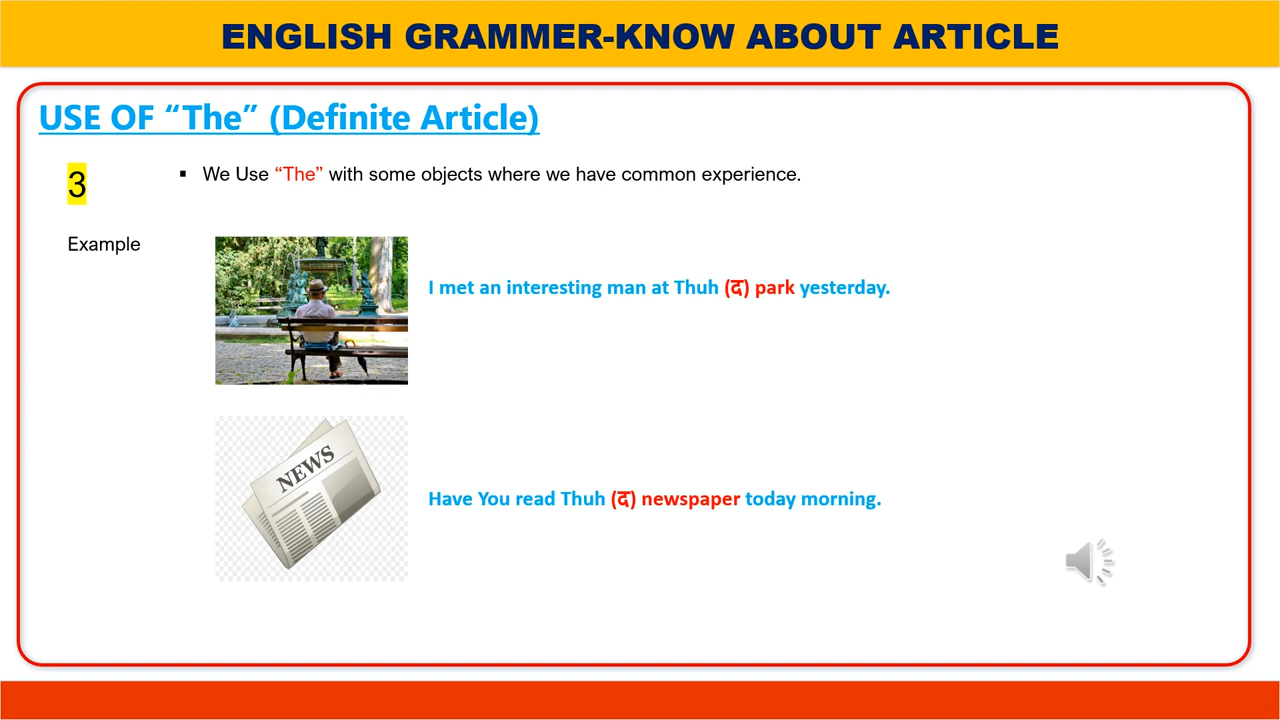 ENGLISH GRAMMER-KNOW ABOUT ARTICLE
USE OF “The” (Definite Article)
3
▪ We Use “The” with some objects where we have common experience.
Example
I met an interesting man at Thuh (द) park yesterday.
NEWS
Have You read Thuh (द) newspaper today morning.